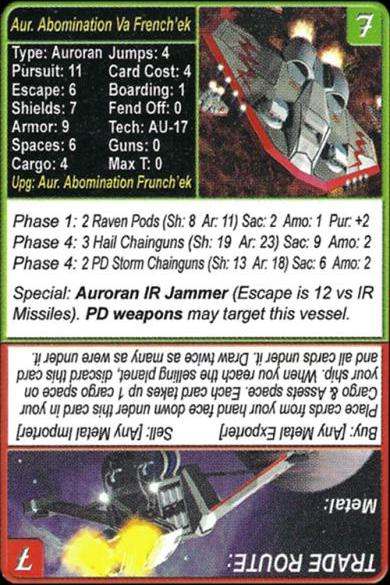 Aur. Abomination Va French'ek
7
Type: Auroran Jumps: 4
Pursuit: 11 Card Cost: 4
Escape: 6 Boarding: 1
Shields: 7 Fend Off: 0
Armor: 9 Tech: AU-17
Spaces: 6 Guns: 0
Cargo: 4 Max T: 0
Upg: Aur. Abomination Frunch'ek
Phase 1: 2 Raven Pods (Sh: 8 Ar: 11) Sac: 2 Amo: 1 Pur: +2
Phase 4: 3 Hail Chainguns (Sh: 19 Ar: 23) Sac: 9 Amo: 2
Phase 4: 2 PD Storm Chainguns (Sh: 13 Ar: 18) Sac: 6 Amo: 2
Special: Auroran IR Jammer (Escape is 12 vs IR
Missiles). PD weapons may target this vessel.
TRADE ROUTE:
7
Metal:
Buy: [Any Metal Exporter] Sell: [Any Metal Importer]
Place cards from your hand face down under this card in your
Cargo & Assets space. Each card takes up 1 cargo space on
your ship. When you reach the selling planet, discard this card
and all cards under it. Draw twice as many as were under it.